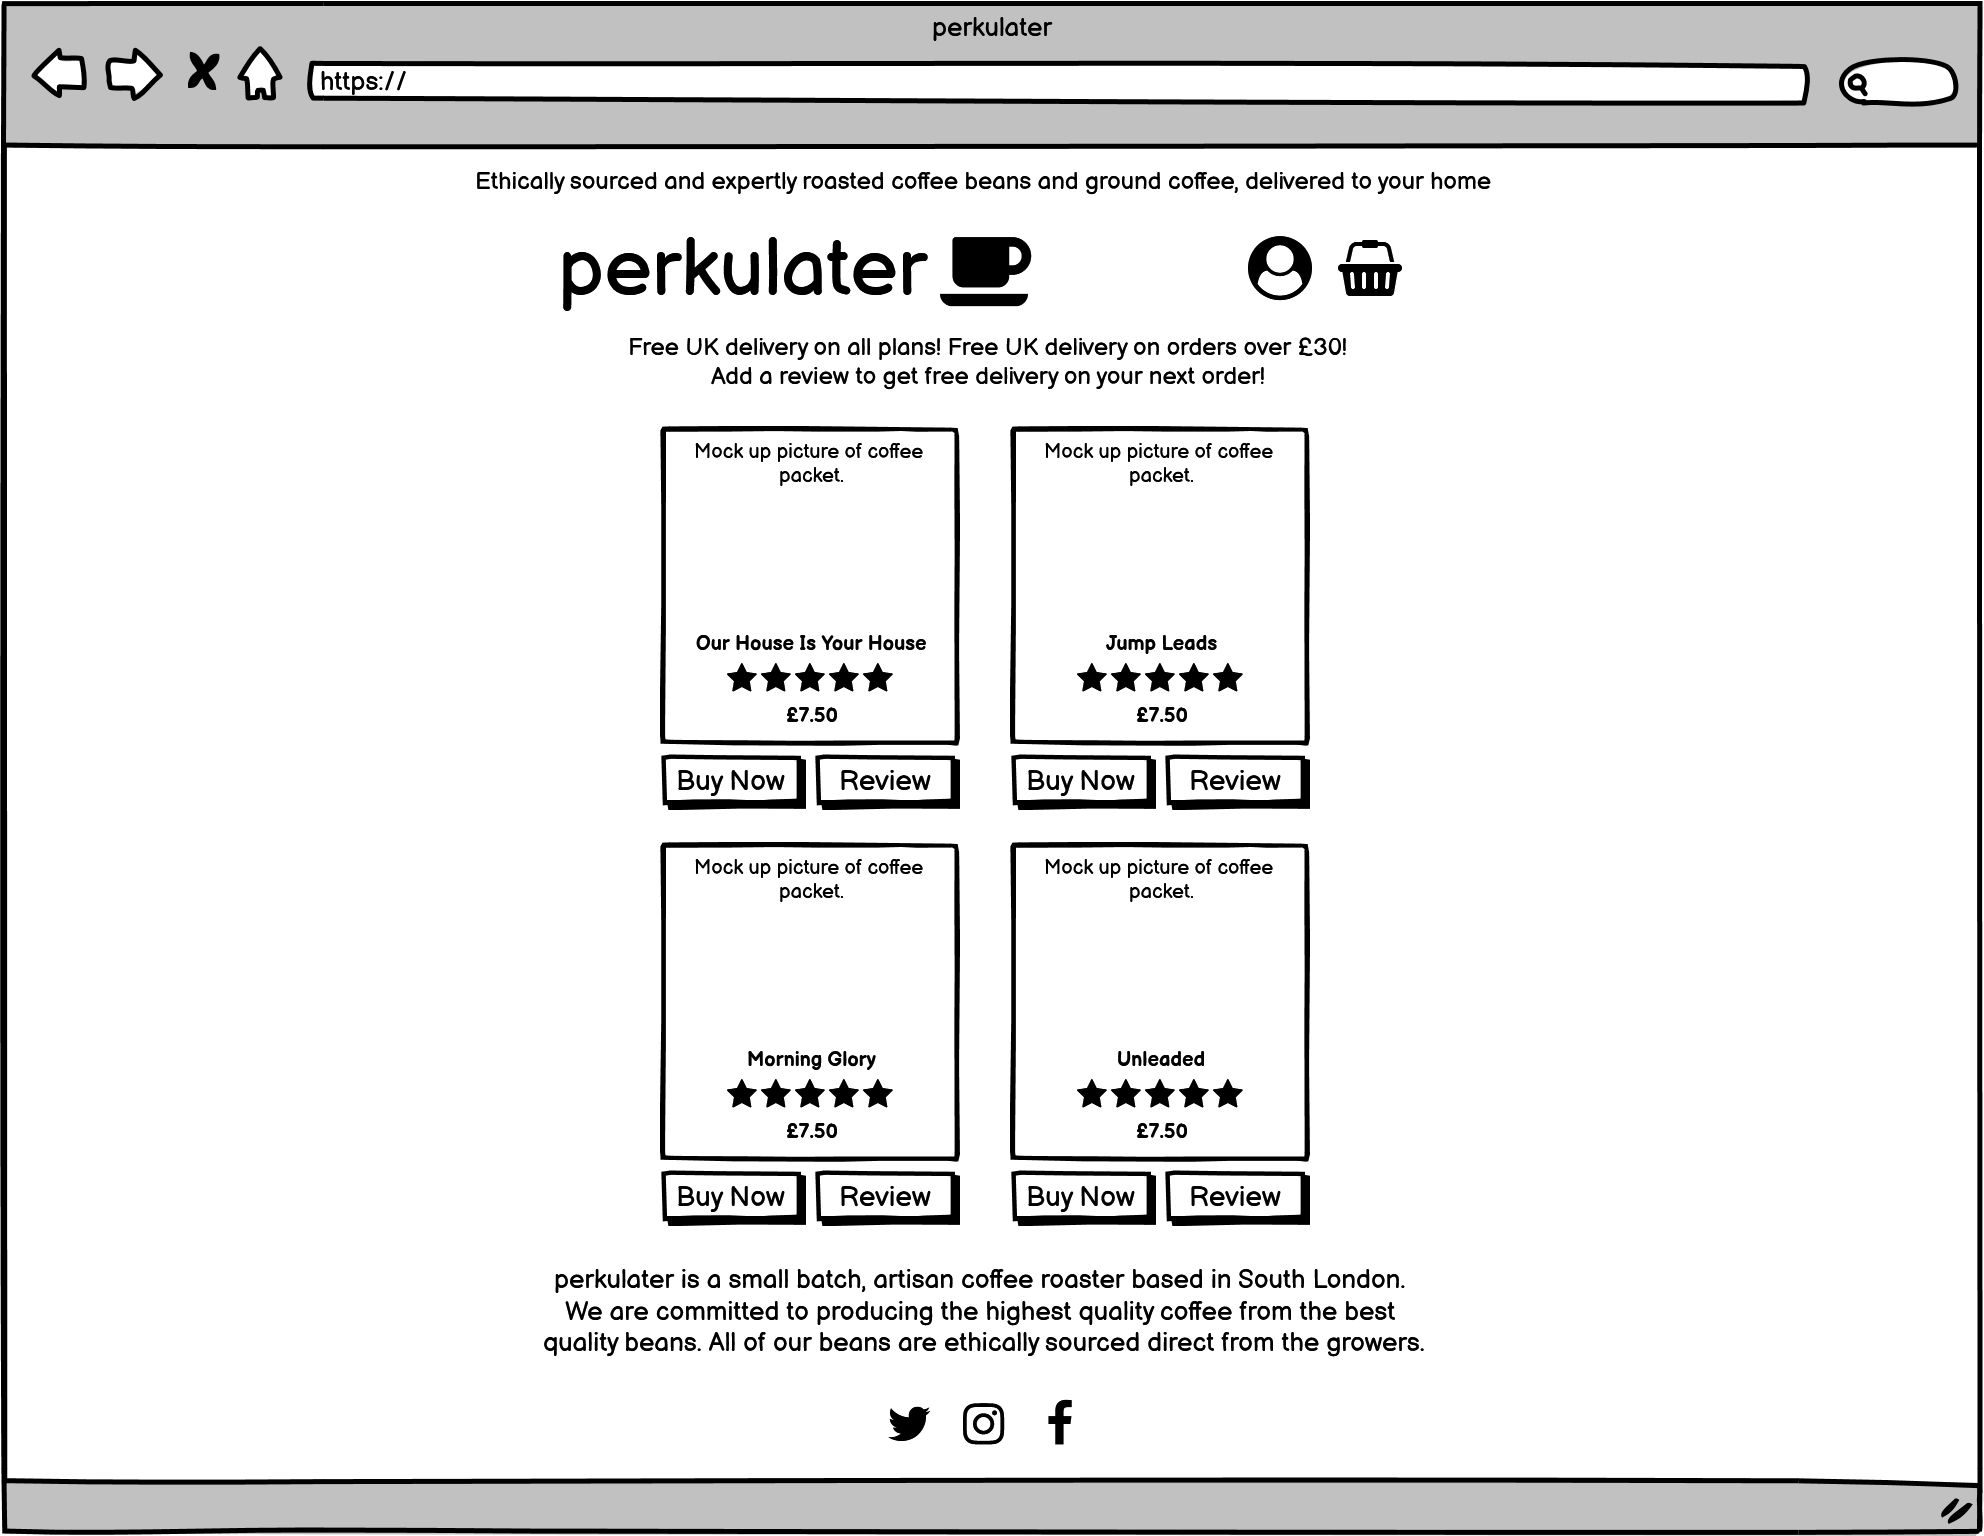 perkulater
https://
Ethically sourced and expertly roasted coffee beans and ground coffee, delivered to your home
perkulater
Free UK delivery on all plans! Free UK delivery on orders over £30!
Add a review to get free delivery on your next order!
Mock up picture of coffee
packet.
Our House Is Your House
£7.50
Buy Now
Review
Mock up picture of coffee
packet.
Jump Leads
£7.50
Buy Now
Review
Mock up picture of coffee
packet.
Morning Glory
£7.50
Buy Now
Review
Mock up picture of coffee
packet.
Unleaded
£7.50
Buy Now
Review
perkulater is a small batch, artisan coffee roaster based in South London.
We are committed to producing the highest quality coffee from the best
quality beans. All of our beans are ethically sourced direct from the growers.